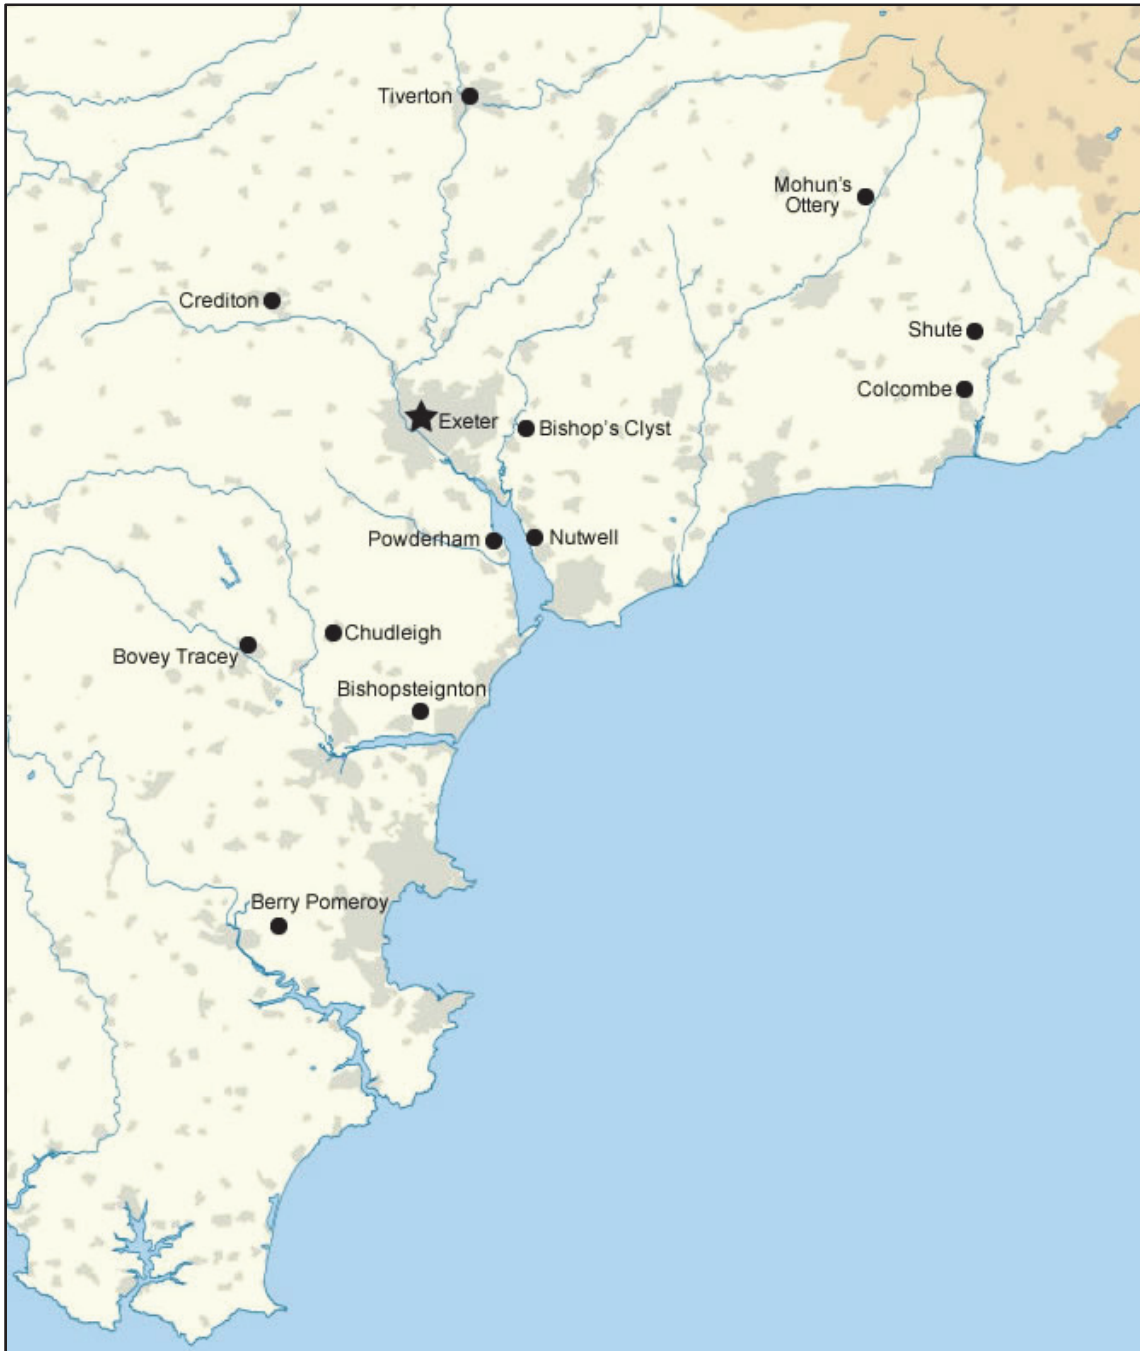 Tiverton
Mohun's
Ottery
Crediton
Shute
Colcombe
Exeter
Bishop's Clyst
Powderham
Nutwell
Chudleigh
Bovey Tracey
Bishopsteignton
Berry Pomeroy